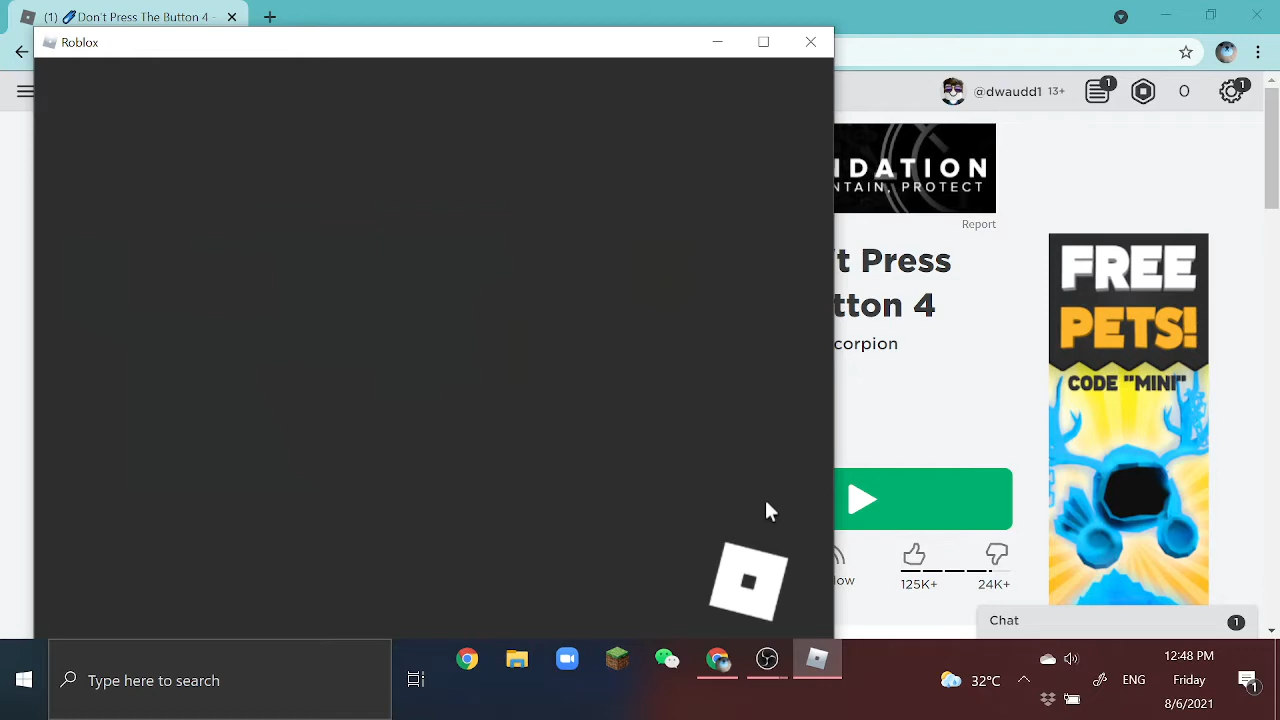 (1) Don't Press The Button 4 -
Roblox
@dwaudd1 13+
1
0
1
NDATION
NTAIN, PROTECT
Report
't Press
tton 4
corpion
FREE
PETS!
CODE "MINI"
low
125K+
24K+
Chat
1
Type here to search
32°C
ENG
12:48 PM
Friday
8/6/2021
1